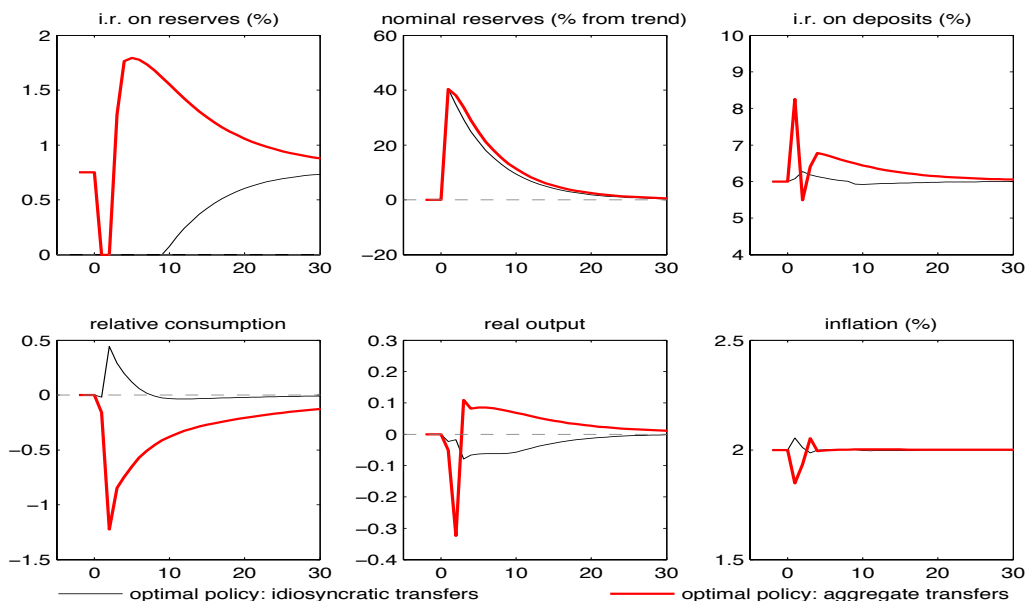 i.r. on reserves (%)
nominal reserves (% from trend)
i.r. on deposits (%)
2
1.5
1
0.5
0
0 10 20 30
60
40
20
0
−20
0 10 20 30
10
8
6
4
0 10 20 30
relative consumption
real output
inflation (%)
0.5
0
−0.5
−1
−1.5
0 10 20 30
0.3
0.2
0.1
0
−0.1
−0.2
−0.3
−0.4
0 10 20 30
2.5
2
1.5
0 10 20 30
optimal policy: idiosyncratic transfers
optimal policy: aggregate transfers